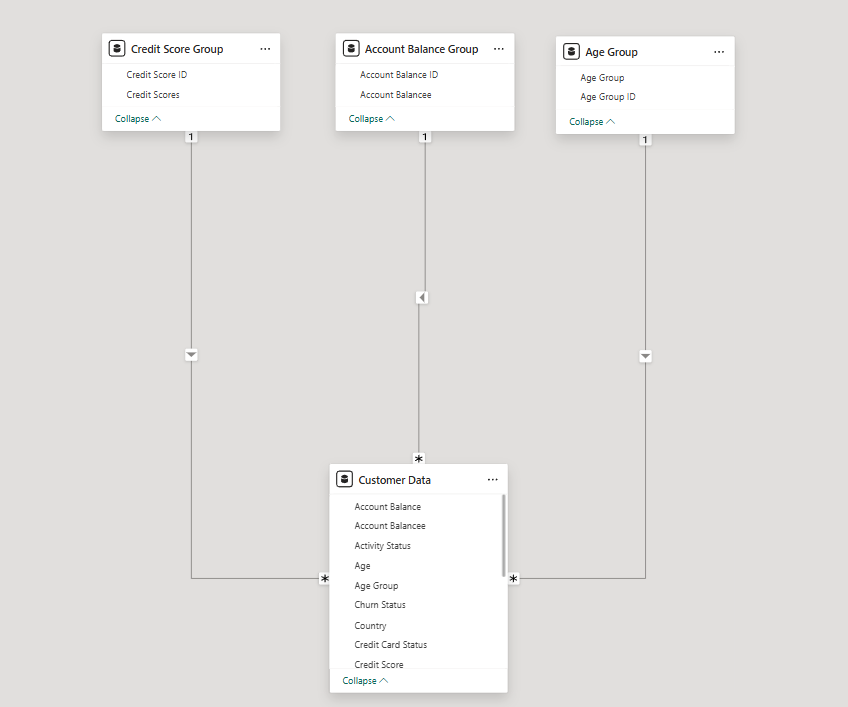 Credit Score Group ...
Credit Score ID
Credit Scores
Collapse
1
Account Balance Group ...
Account Balance ID
Account Balancee
Collapse
1
Age Group ...
Age Group
Age Group ID
Collapse
1
*
*
*
Customer Data ...
Account Balance
Account Balancee
Activity Status
Age
Age Group
Churn Status
Country
Credit Card Status
Credit Score
Collapse